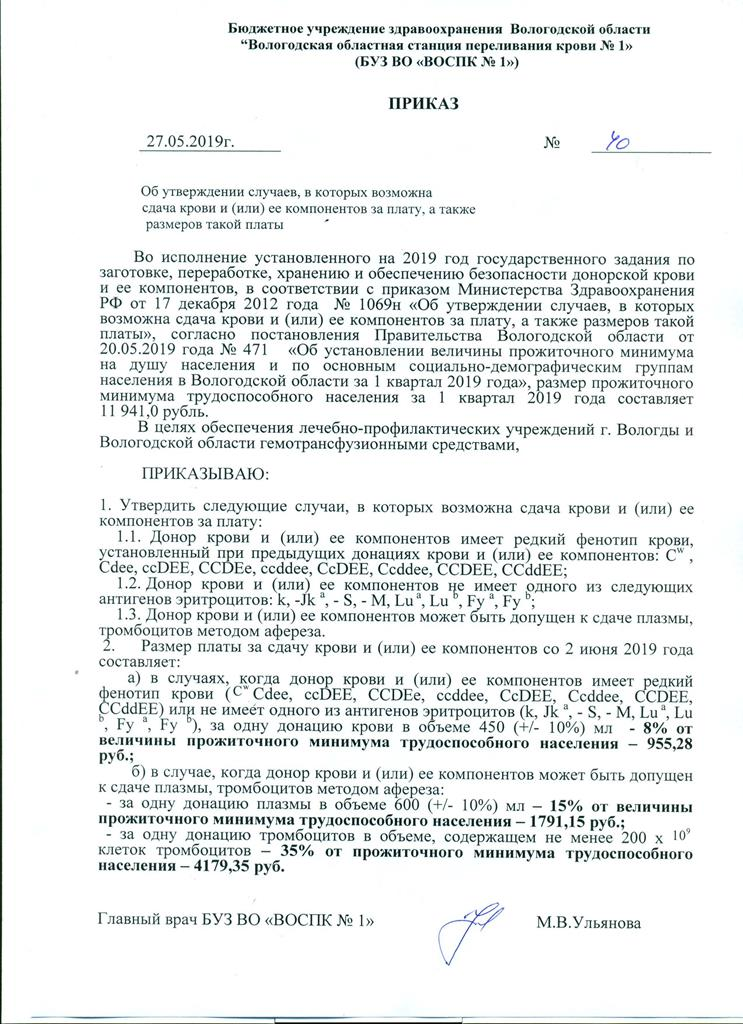 Бюджетное учреждение здравоохранения Вологодской области
“Вологодская областная станция переливания крови № 1»
(БУЗ ВО «ВОСПК № 1»)
ПРИКАЗ
27.05.2019г. № 40
Об утверждении случаев, в которых возможна
сдача крови и (или) ее компонентов за плату, а также
размеров такой платы
Во исполнение установленного на 2019 год государственного задания по
заготовке, переработке, хранению и обеспечению безопасности донорской крови
и ее компонентов, в соответствии с приказом Министерства Здравоохранения
РФ от 17 декабря 2012 года № 1069н «Об утверждении случаев, в которых
возможна сдача крови и (или) ее компонентов за плату, а также размеров такой
платы», согласно постановления Правительства Вологодской области от
20.05.2019 года № 471 «Об установлении величины прожиточного минимума
на душу населения и по основным социально-демографическим группам
населения в Вологодской области за 1 квартал 2019 года», размер прожиточного
минимума трудоспособного населения за 1 квартал 2019 года составляет
11 941,0 рубль.
В целях обеспечения лечебно-профилактических учреждений г. Вологды и
Вологодской области гемотрансфузионными средствами,
ПРИКАЗЫВАЮ:
1. Утвердить следующие случаи, в которых возможна сдача крови и (или) ее
компонентов за плату:
1.1. Донор крови и (или) ее компонентов имеет редкий фенотип крови,
установленный при предыдущих донациях крови и (или) ее компонентов: C ʷ ,
Cdee, ccDEE, CCDEe, ccddee, CcDEE, Ccddee, CCDEE, CCddEE;
1.2. Донор крови и (или) ее компонентов не имеет одного из следующих
антигенов эритроцитов: k, -Jk ᵃ, - S, - M, Lu ᵃ, Lu ᵇ, Fy ᵃ, Fy ᵇ;
1.3. Донор крови и (или) ее компонентов может быть допущен к сдаче плазмы,
тромбоцитов методом афереза.
2. Размер платы за сдачу крови и (или) ее компонентов со 2 июня 2019 года
составляет:
а) в случаях, когда донор крови и (или) ее компонентов имеет редкий
фенотип крови ( C ʷ Cdee, ccDEE, CCDEe, ccddee, CcDEE, Ccddee, CCDEE,
CCddEE) или не имеет одного из антигенов эритроцитов (k, Jk ᵃ, - S, - M, Lu ᵃ, Lu
ᵇ, Fy ᵃ, Fy ᵇ), за одну донацию крови в объеме 450 (+/- 10%) мл - 8% от
величины прожиточного минимума трудоспособного населения – 955,28
руб.;
б) в случае, когда донор крови и (или) ее компонентов может быть допущен
к сдаче плазмы, тромбоцитов методом афереза:
- за одну донацию плазмы в объеме 600 (+/- 10%) мл – 15% от величины
прожиточного минимума трудоспособного населения – 1791,15 руб.;
- за одну донацию тромбоцитов в объеме, содержащем не менее 200 х 10⁹
клеток тромбоцитов – 35% от прожиточного минимума трудоспособного
населения – 4179,35 руб.
Главный врач БУЗ ВО «ВОСПК № 1» М.В.Ульянова